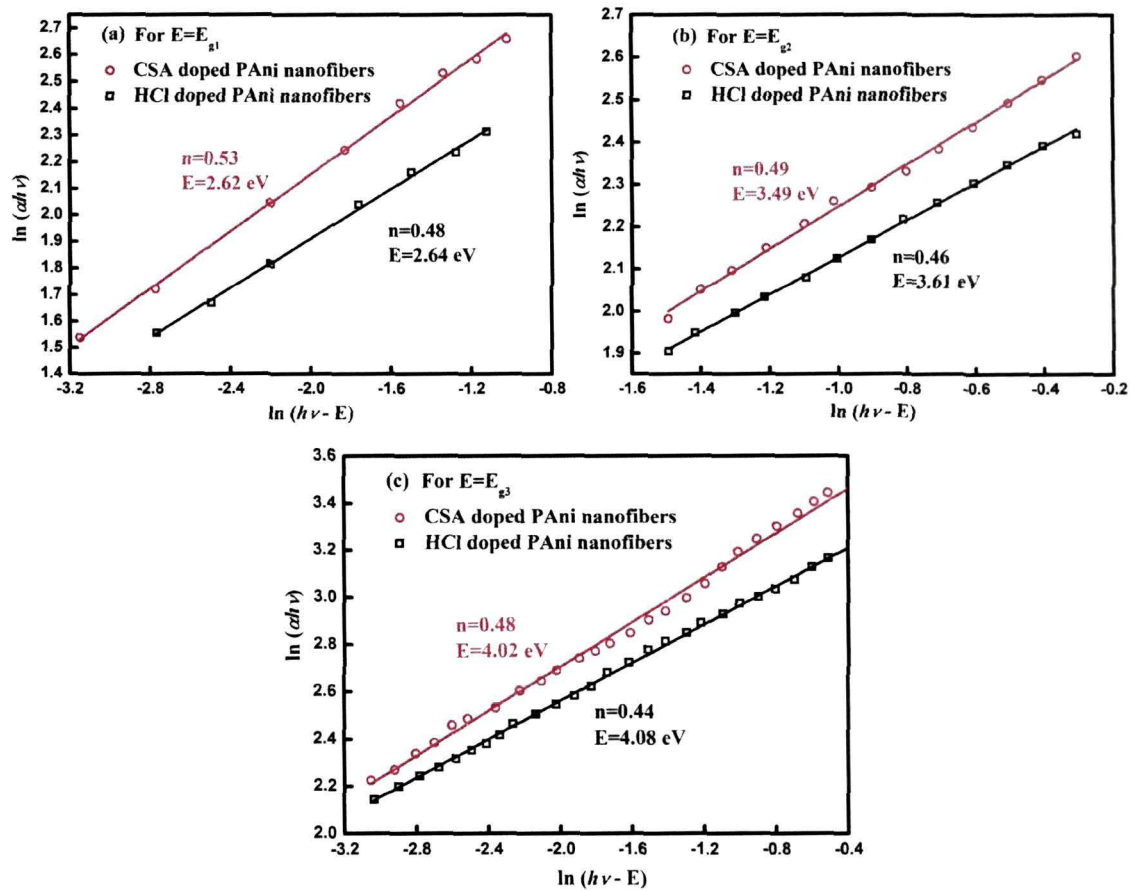 (a) For E=E_g1
CSA doped PAni nanofibers
HCl doped PAni nanofibers
n=0.53
E=2.62 eV
n=0.48
E=2.64 eV
ln (αhν)
2.7
2.6
2.5
2.4
2.3
2.2
2.1
2.0
1.9
1.8
1.7
1.6
1.5
1.4
-3.2 -2.8 -2.4 -2.0 -1.6 -1.2 -0.8
ln (hν - E)
(b) For E=E_g2
CSA doped PAni nanofibers
HCl doped PAni nanofibers
n=0.49
E=3.49 eV
n=0.46
E=3.61 eV
ln (αhν)
2.7
2.6
2.5
2.4
2.3
2.2
2.1
2.0
1.9
-1.6 -1.4 -1.2 -1.0 -0.8 -0.6 -0.4 -0.2
ln (hν - E)
(c) For E=E_g3
CSA doped PAni nanofibers
HCl doped PAni nanofibers
n=0.48
E=4.02 eV
n=0.44
E=4.08 eV
ln (αhν)
3.6
3.4
3.2
3.0
2.8
2.6
2.4
2.2
2.0
-3.2 -2.8 -2.4 -2.0 -1.6 -1.2 -0.8 -0.4
ln (hν - E)